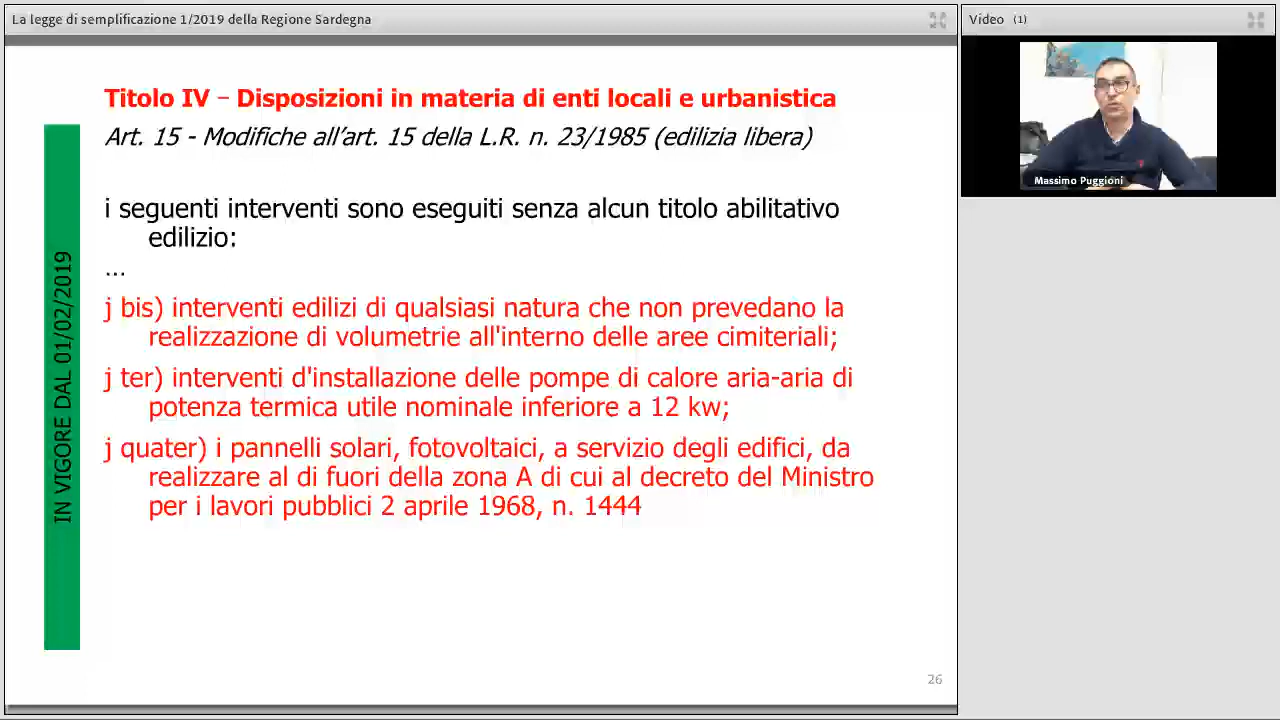 La legge di semplificazione 1/2019 della Regione Sardegna
Titolo IV – Disposizioni in materia di enti locali e urbanistica
Art. 15 - Modifiche all’art. 15 della L.R. n. 23/1985 (edilizia libera)
i seguenti interventi sono eseguiti senza alcun titolo abilitativo
edilizio:
...
j bis) interventi edilizi di qualsiasi natura che non prevedano la
realizzazione di volumetrie all'interno delle aree cimiteriali;
j ter) interventi d'installazione delle pompe di calore aria-aria di
potenza termica utile nominale inferiore a 12 kw;
j quater) i pannelli solari, fotovoltaici, a servizio degli edifici, da
realizzare al di fuori della zona A di cui al decreto del Ministro
per i lavori pubblici 2 aprile 1968, n. 1444
IN VIGORE DAL 01/02/2019
26
Vídeo (1)
Massimo Puggioni